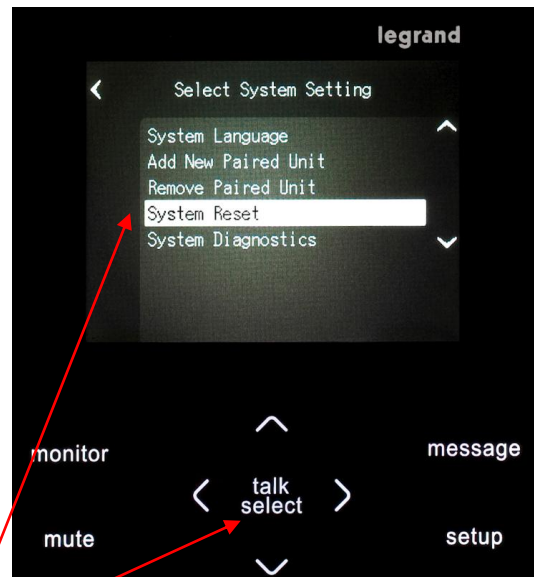 legrand
Select System Setting
System Language
Add New Paired Unit
Remove Paired Unit
System Reset
System Diagnostics
monitor
message
talk
select
mute
setup